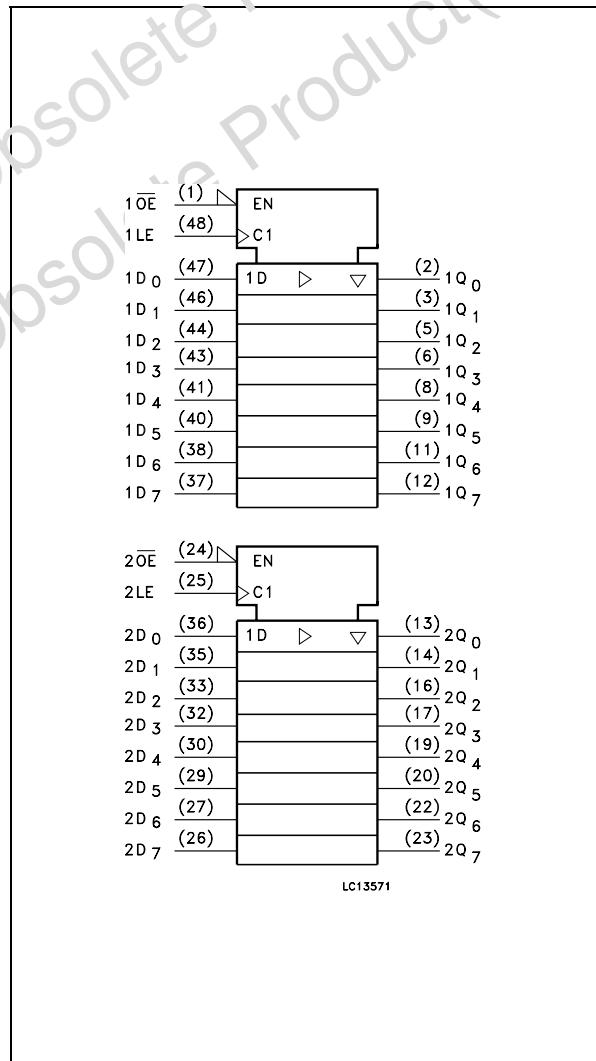 Obsolete Product(
Obsolete
1OE (1) EN
1LE (48) C1
1D0 (47) 1D (2) 1Q0
1D1 (46) (3) 1Q1
1D2 (44) (5) 1Q2
1D3 (43) (6) 1Q3
1D4 (41) (8) 1Q4
1D5 (40) (9) 1Q5
1D6 (38) (11) 1Q6
1D7 (37) (12) 1Q7
2OE (24) EN
2LE (25) C1
2D0 (36) 1D (13) 2Q0
2D1 (35) (14) 2Q1
2D2 (33) (16) 2Q2
2D3 (32) (17) 2Q3
2D4 (30) (19) 2Q4
2D5 (29) (20) 2Q5
2D6 (27) (22) 2Q6
2D7 (26) (23) 2Q7
LC13571